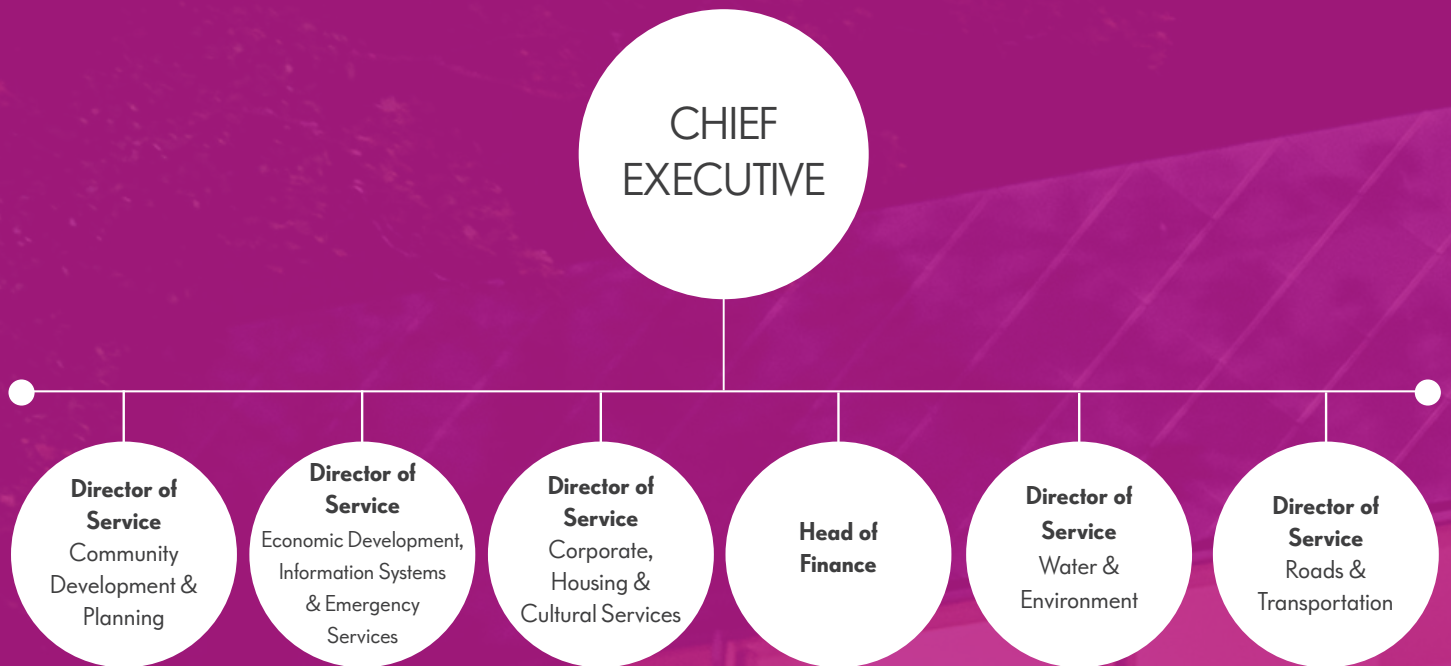 CHIEF
EXECUTIVE
Director of
Service
Community
Development &
Planning
Director of
Service
Economic Development,
Information Systems
& Emergency
Services
Director of
Service
Corporate,
Housing &
Cultural Services
Head of
Finance
Director of
Service
Water &
Environment
Director of
Service
Roads &
Transportation